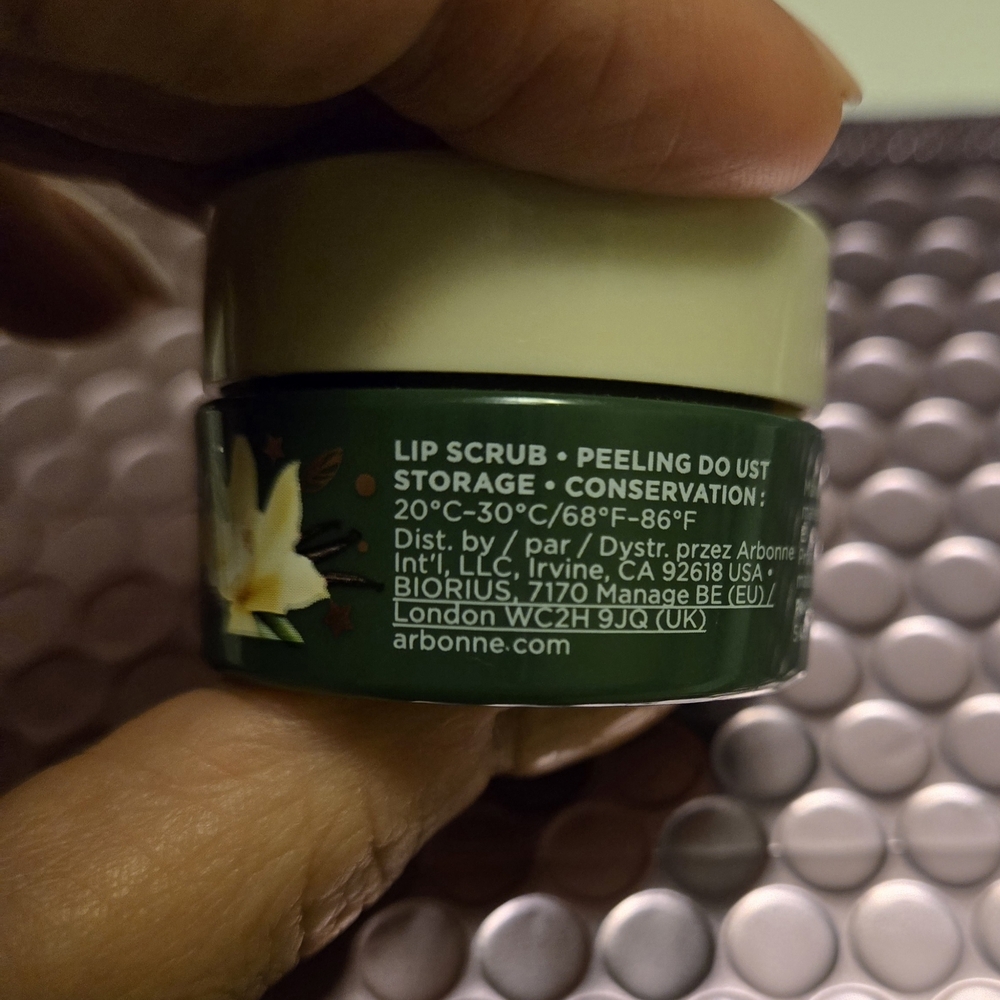 LIP SCRUB • PEELING DO UST
STORAGE • CONSERVATION :
20°C–30°C/68°F–86°F
Dist. by / par / Dystr. przez Arbonne
Int'l, LLC, Irvine, CA 92618 USA •
BIORIUS, 7170 Manage BE (EU) /
London WC2H 9JQ (UK)
arbonne.com